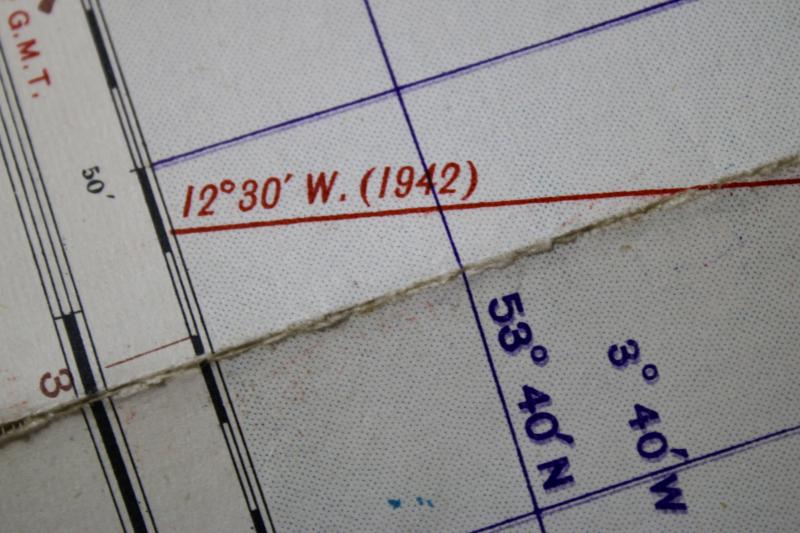 G.M.T.
50′
12°30′ W. (1942)
53° 40′ N
3° 40′ W
3